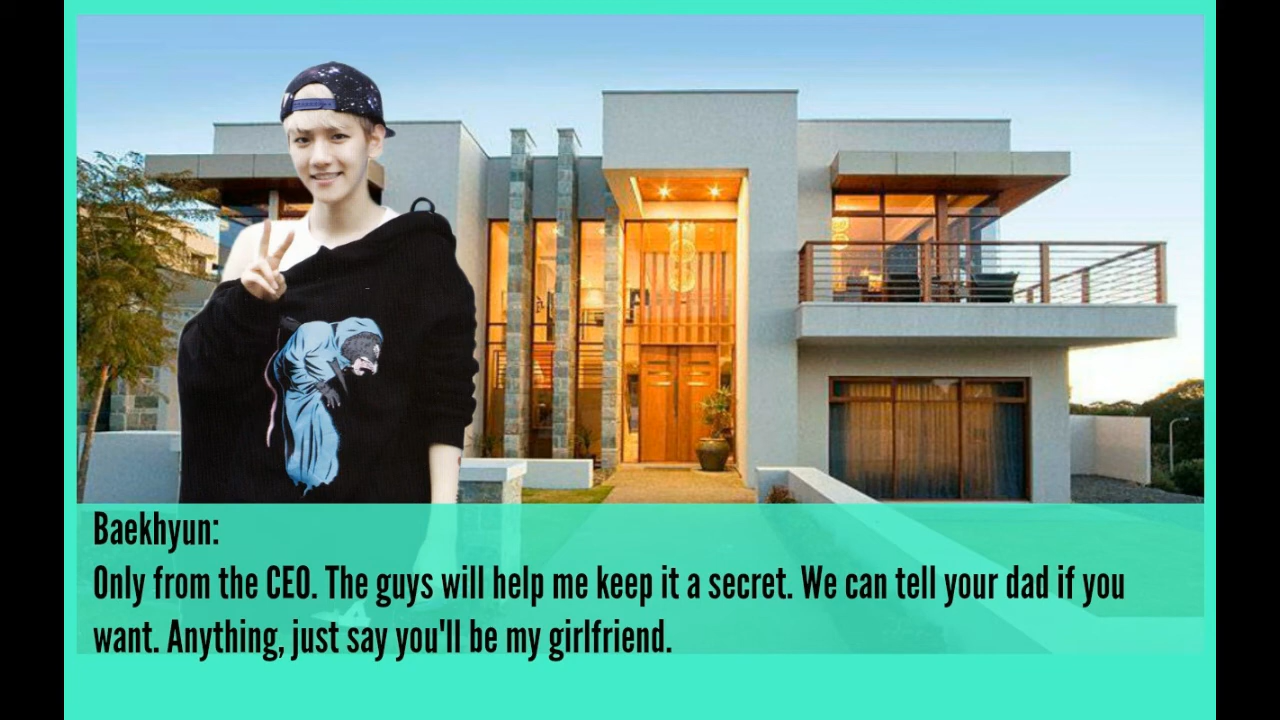 Baekhyun:
Only from the CEO. The guys will help me keep it a secret. We can tell your dad if you
want. Anything, just say you'll be my girlfriend.